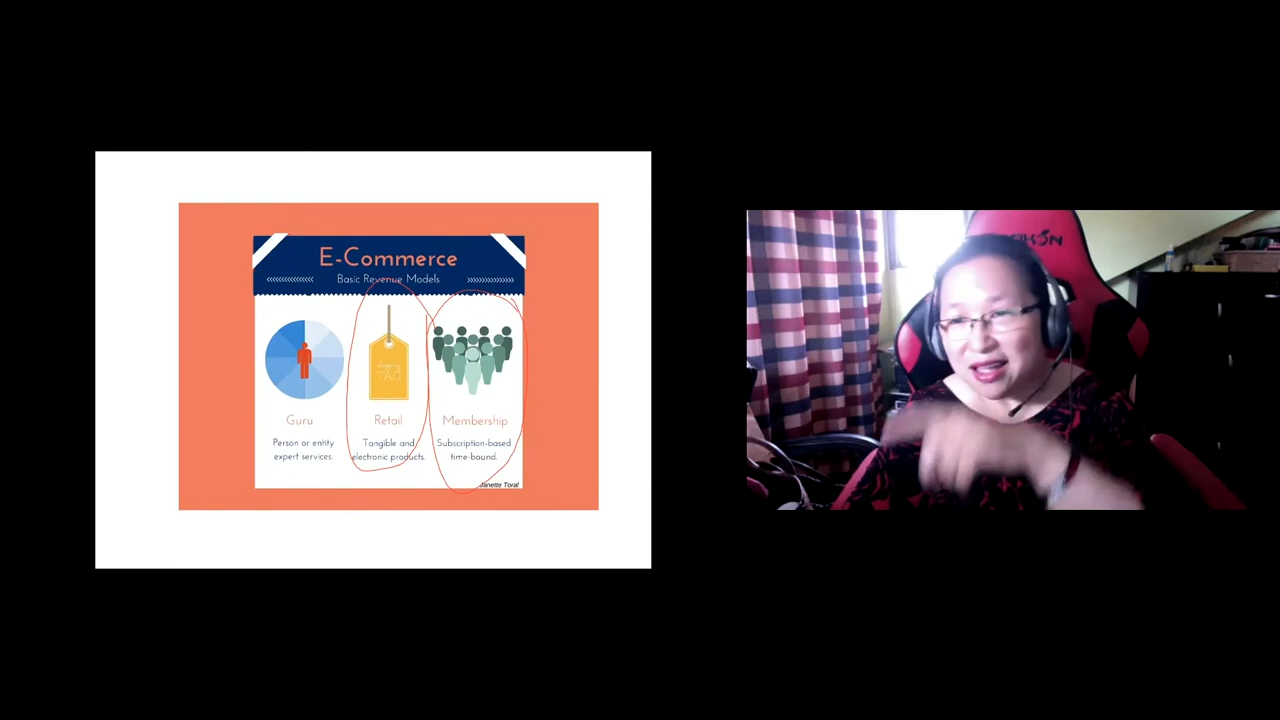 E-Commerce
Basic Revenue Models
Guru
Retail
Membership
Person or entity
expert services.
Tangible and
electronic products.
Subscription-based
time-bound.
Janette Toral